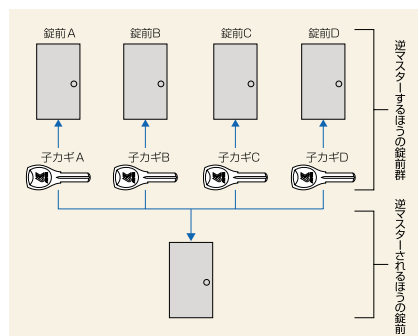 錠前A
錠前B
錠前C
錠前D
子カギA
子カギB
子カギC
子カギD
逆マスターするほうの錠前群
逆マスターされるほうの錠前